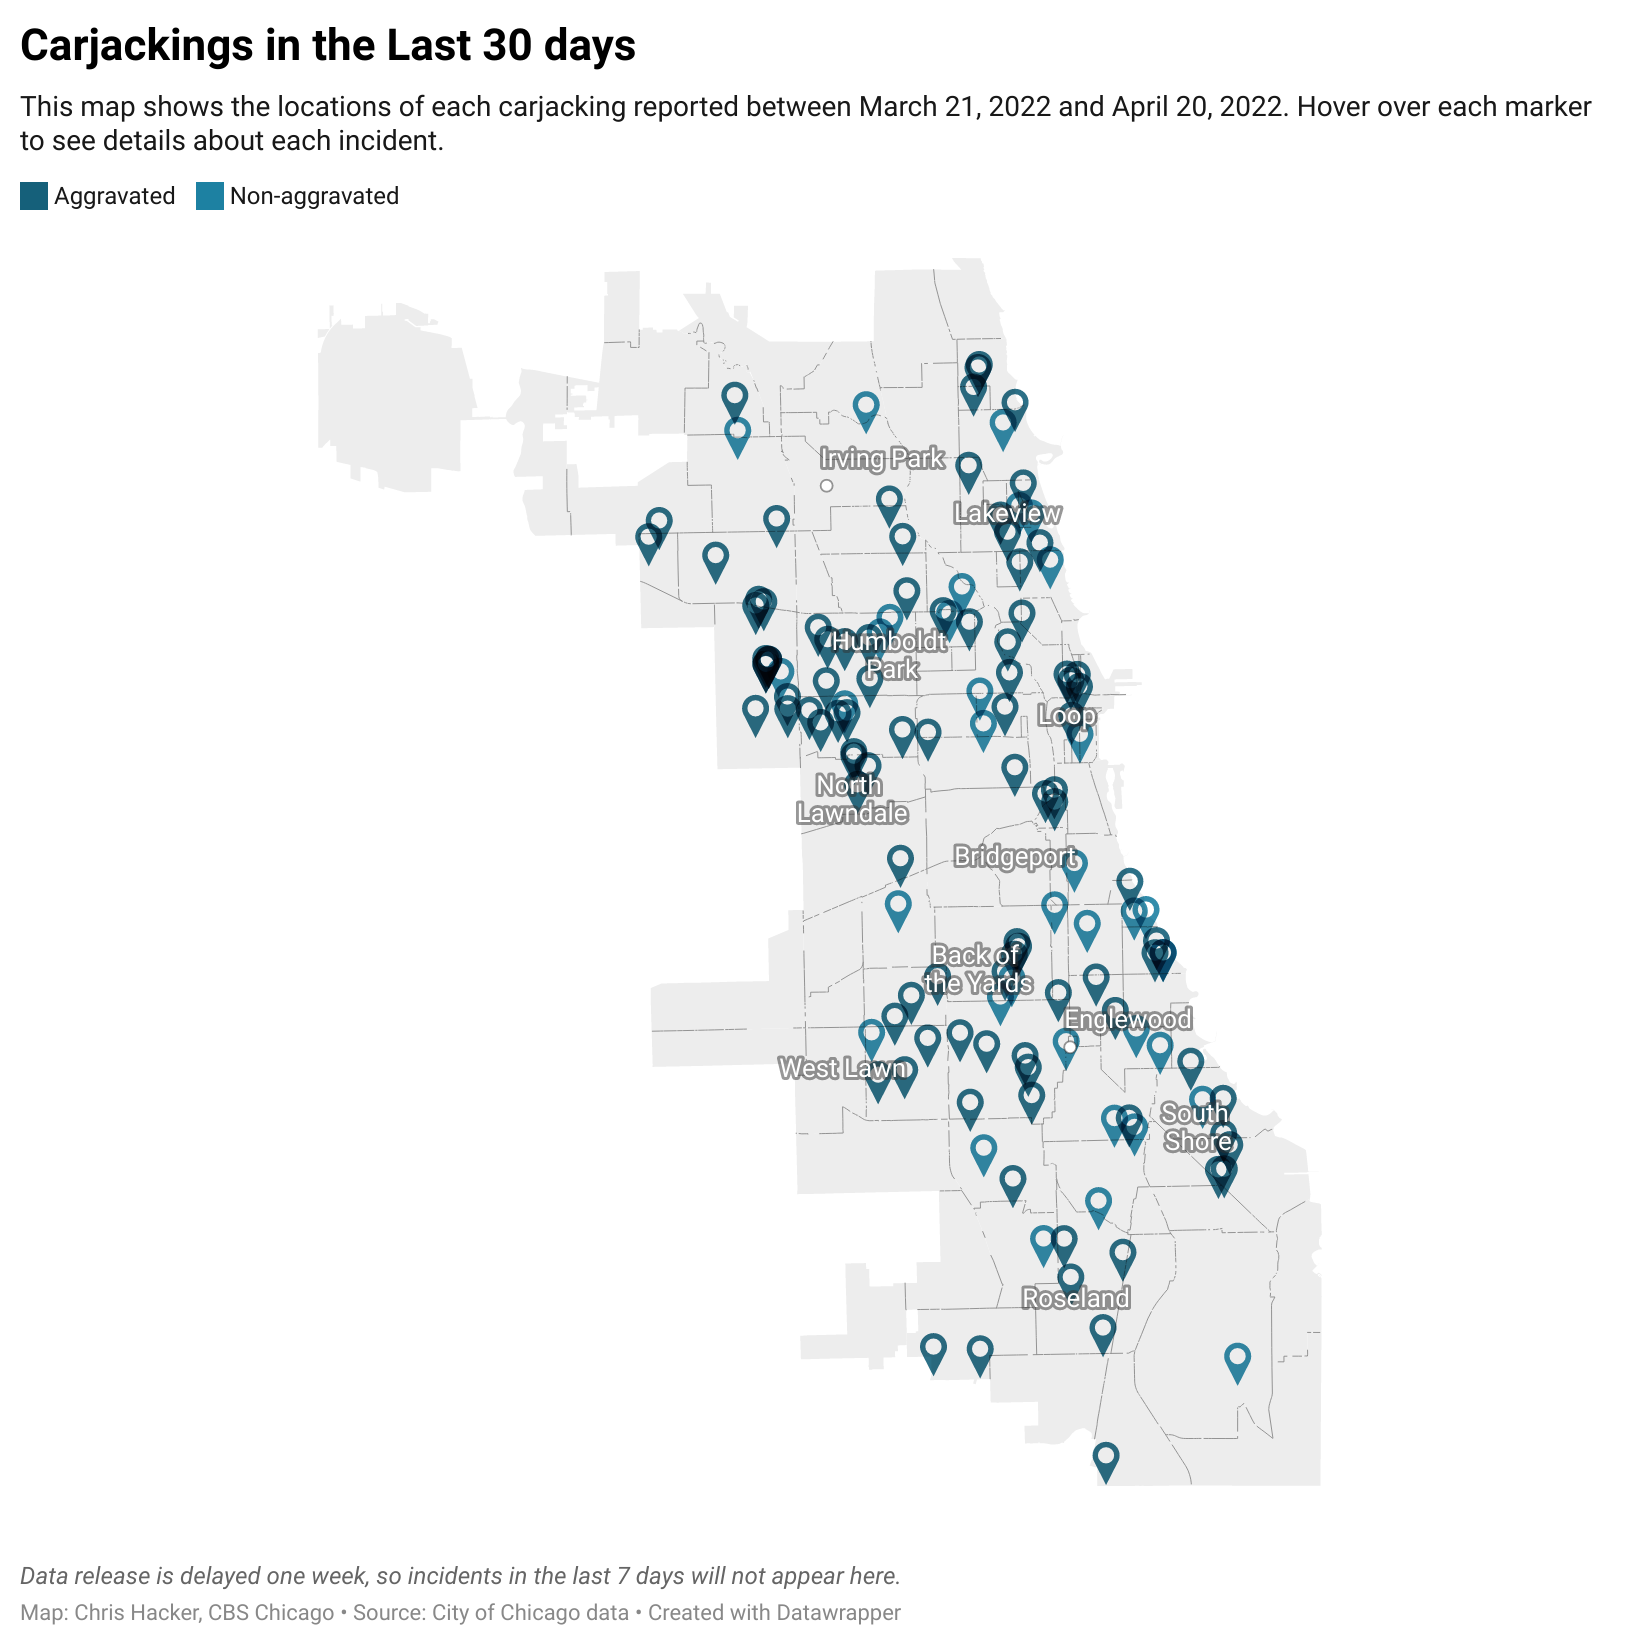 Carjackings in the Last 30 days
This map shows the locations of each carjacking reported between March 21, 2022 and April 20, 2022. Hover over each marker
to see details about each incident.
Aggravated Non-aggravated
Irving Park
Lakeview
Humboldt
Park
Loop
North
Lawndale
Bridgeport
Back of
the Yards
Englewood
West Lawn
South
Shore
Roseland
Data release is delayed one week, so incidents in the last 7 days will not appear here.
Map: Chris Hacker, CBS Chicago • Source: City of Chicago data • Created with Datawrapper